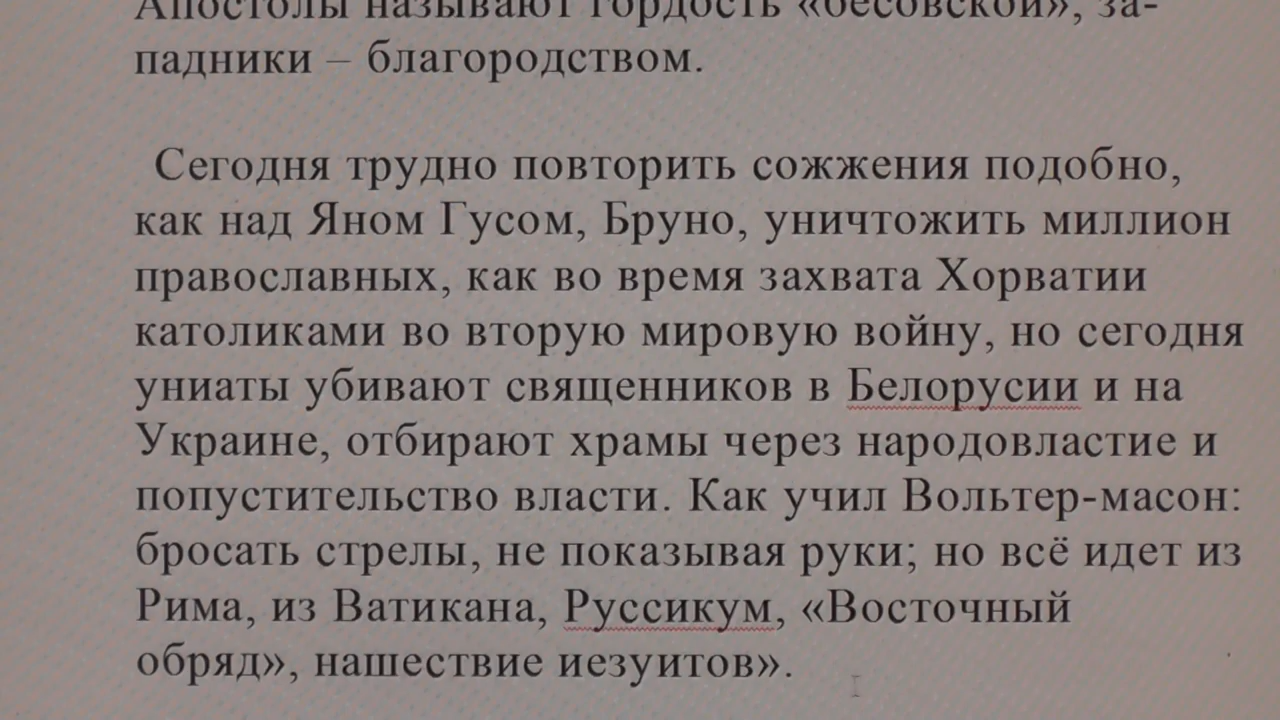 Апостолы называют гордость «бесовской», за-
падники – благородством.
Сегодня трудно повторить сожжения подобно,
как над Яном Гусом, Бруно, уничтожить миллион
православных, как во время захвата Хорватии
католиками во вторую мировую войну, но сегодня
униаты убивают священников в Белорусии и на
Украине, отбирают храмы через народовластие и
попустительство власти. Как учил Вольтер-масон:
бросать стрелы, не показывая руки; но всё идет из
Рима, из Ватикана, Руссикум, «Восточный
обряд», нашествие иезуитов».